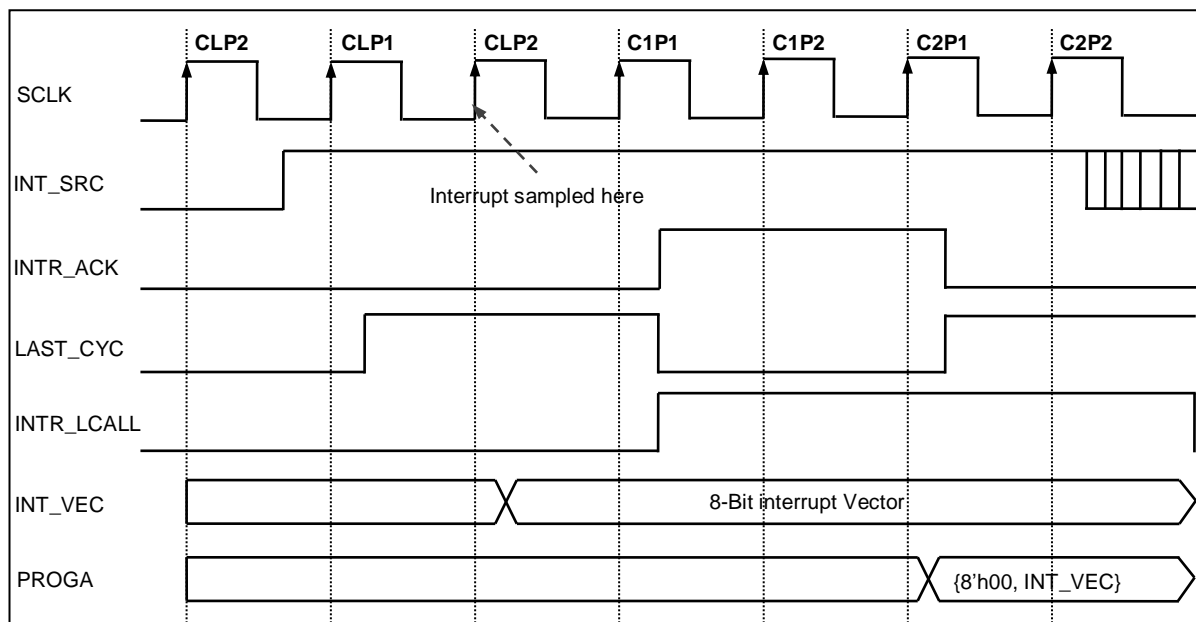 CLP2 CLP1 CLP2 C1P1 C1P2 C2P1 C2P2
SCLK
INT_SRC
Interrupt sampled here
INTR_ACK
LAST_CYC
INTR_LCALL
INT_VEC 8-Bit interrupt Vector
PROGA {8’h00, INT_VEC}